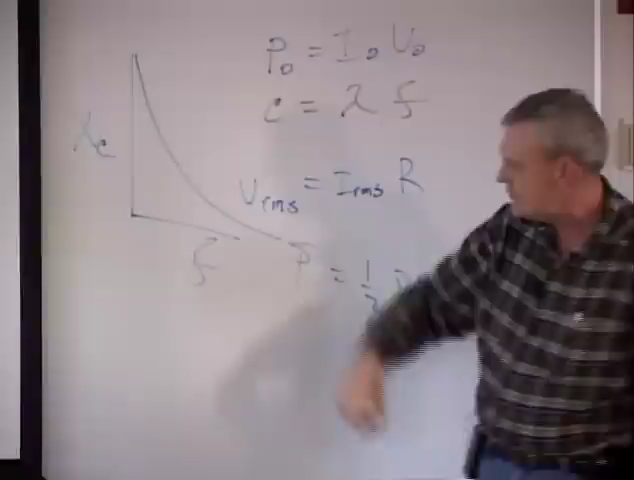 P₀ = I₀ V₀
c = λ f
λ
Vrms = Irms R
f
P = 1/2 P